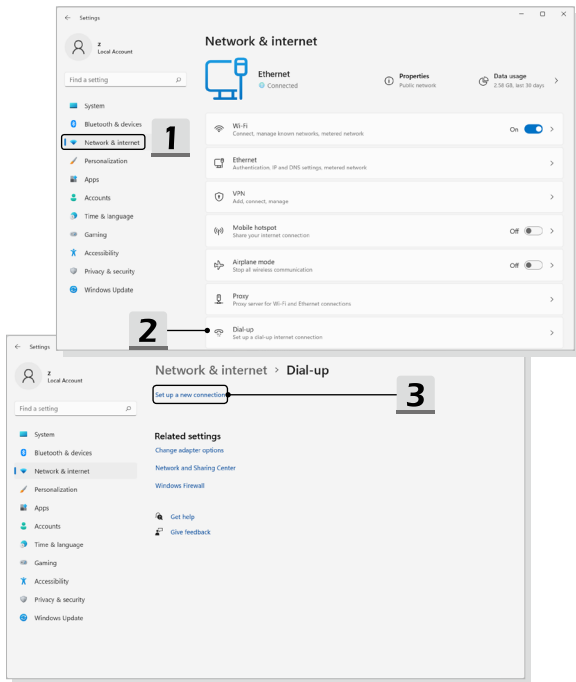 Settings
z
Local Account
Find a setting
System
Bluetooth & devices
Network & internet
Personalization
Apps
Accounts
Time & language
Gaming
Accessibility
Privacy & security
Windows Update
1
2
Network & internet
Ethernet
Connected
Properties
Public network
Data usage
2.58 GB, last 30 days
Wi-Fi
Connect, manage known networks, metered network
On
Ethernet
Authentication, IP and DNS settings, metered network
VPN
Add, connect, manage
Mobile hotspot
Share your internet connection
Off
Airplane mode
Stop all wireless communication
Off
Proxy
Proxy server for Wi-Fi and Ethernet connections
Dial-up
Set up a dial-up internet connection
Settings
z
Local Account
Find a setting
System
Bluetooth & devices
Network & internet
Personalization
Apps
Accounts
Time & language
Gaming
Accessibility
Privacy & security
Windows Update
Network & internet > Dial-up
Set up a new connection
3
Related settings
Change adapter options
Network and Sharing Center
Windows Firewall
Get help
Give feedback